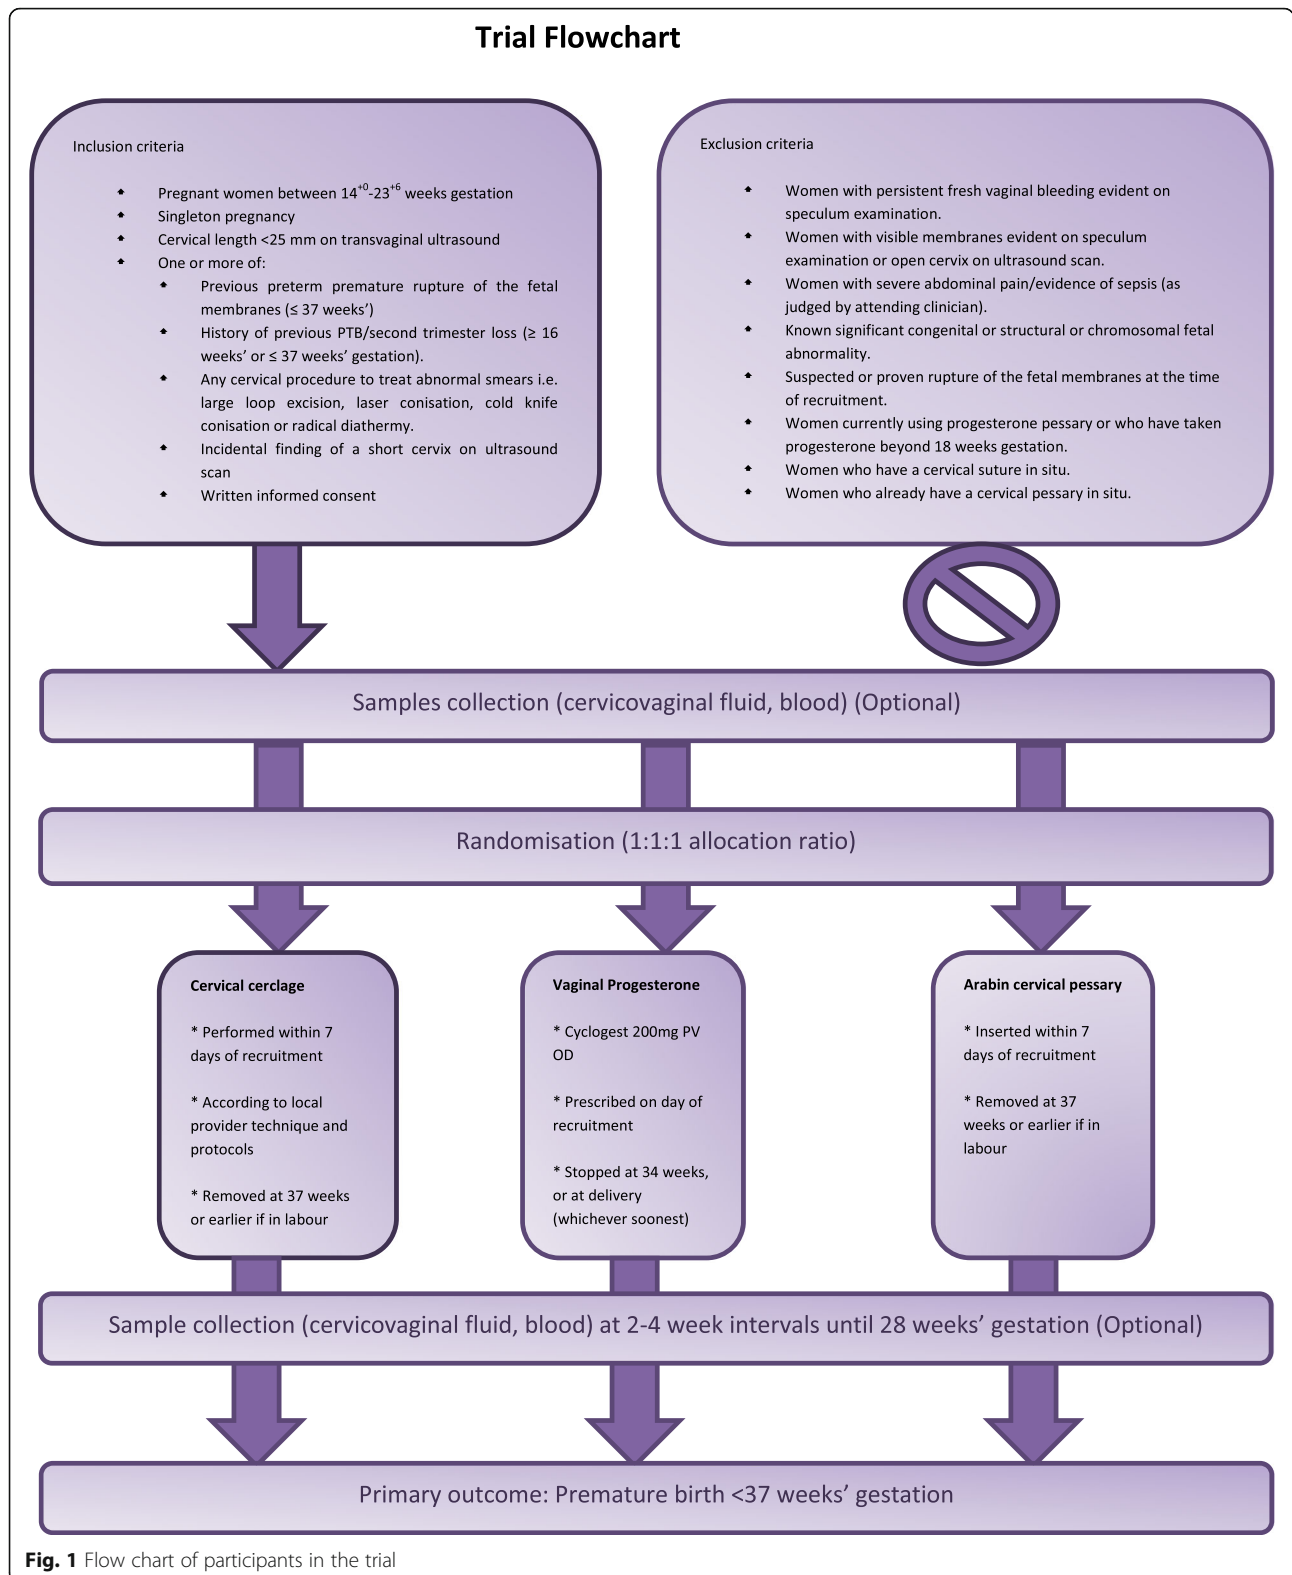 Trial Flowchart
Inclusion criteria
Pregnant women between 14+0-23+6 weeks gestation
Singleton pregnancy
Cervical length <25 mm on transvaginal ultrasound
One or more of:
Previous preterm premature rupture of the fetal
membranes (≤ 37 weeks’)
History of previous PTB/second trimester loss (≥ 16
weeks’ or ≤ 37 weeks’ gestation).
Any cervical procedure to treat abnormal smears i.e.
large loop excision, laser conisation, cold knife
conisation or radical diathermy.
Incidental finding of a short cervix on ultrasound
scan
Written informed consent
Exclusion criteria
Women with persistent fresh vaginal bleeding evident on
speculum examination.
Women with visible membranes evident on speculum
examination or open cervix on ultrasound scan.
Women with severe abdominal pain/evidence of sepsis (as
judged by attending clinician).
Known significant congenital or structural or chromosomal fetal
abnormality.
Suspected or proven rupture of the fetal membranes at the time
of recruitment.
Women currently using progesterone pessary or who have taken
progesterone beyond 18 weeks gestation.
Women who have a cervical suture in situ.
Women who already have a cervical pessary in situ.
Samples collection (cervicovaginal fluid, blood) (Optional)
Randomisation (1:1:1 allocation ratio)
Cervical cerclage
* Performed within 7
days of recruitment
* According to local
provider technique and
protocols
* Removed at 37 weeks
or earlier if in labour
Vaginal Progesterone
* Cyclogest 200mg PV
OD
* Prescribed on day of
recruitment
* Stopped at 34 weeks,
or at delivery
(whichever soonest)
Arabin cervical pessary
* Inserted within 7
days of recruitment
* Removed at 37
weeks or earlier if in
labour
Sample collection (cervicovaginal fluid, blood) at 2-4 week intervals until 28 weeks’ gestation (Optional)
Primary outcome: Premature birth <37 weeks’ gestation
Fig. 1 Flow chart of participants in the trial